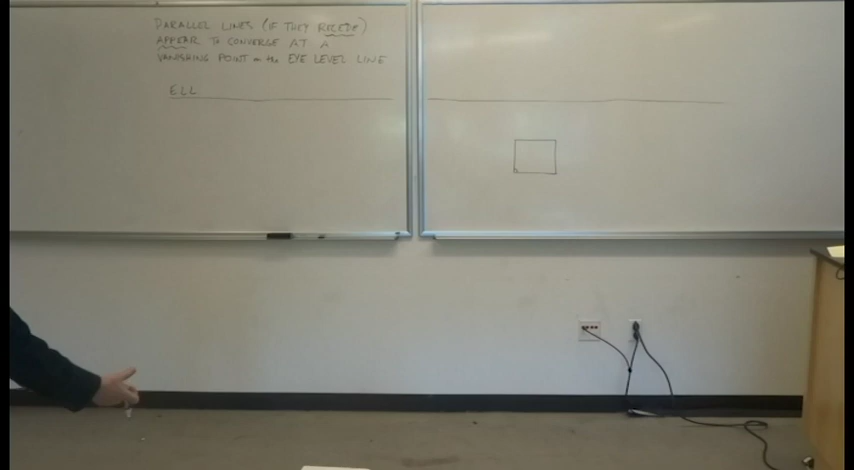 PARALLEL LINES (IF THEY RECEDE)
APPEAR TO CONVERGE AT A
VANISHING POINT on the EYE LEVEL LINE
ELL